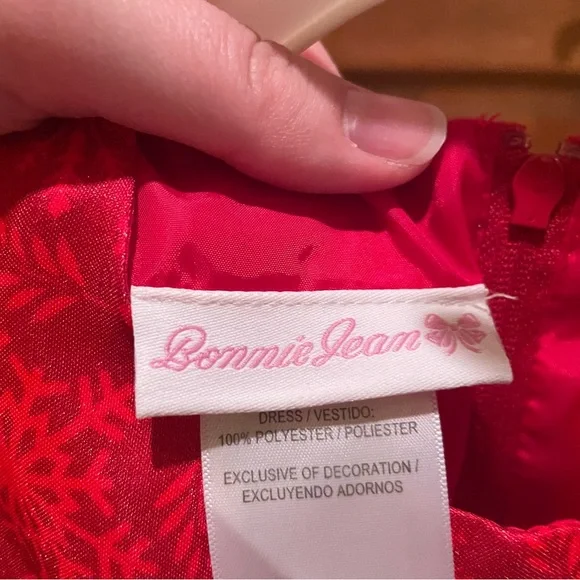 Bonnie Jean
DRESS / VESTIDO:
100% POLYESTER / POLIESTER
EXCLUSIVE OF DECORATION /
EXCLUYENDO ADORNOS